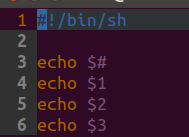 1 #!/bin/sh
2
3 echo $#
4 echo $1
5 echo $2
6 echo $3